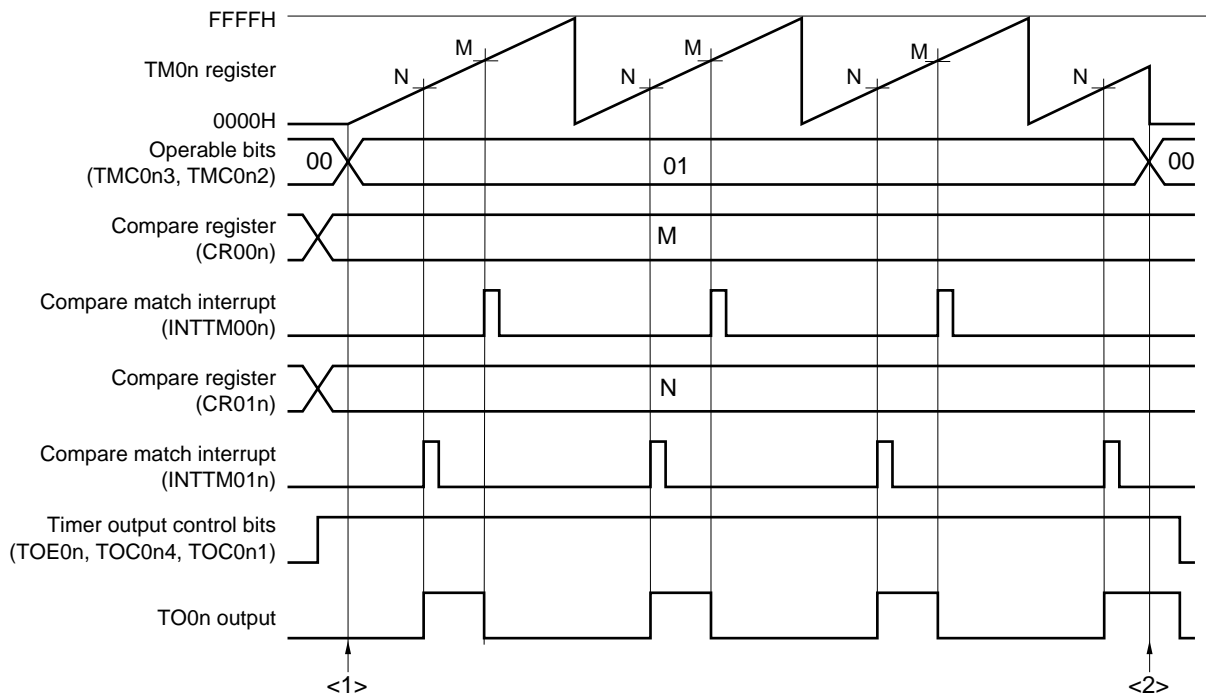 FFFFH
M
M
M
TM0n register
N
N
N
N
0000H
Operable bits
(TMC0n3, TMC0n2)
00
01
00
Compare register
(CR00n)
M
Compare match interrupt
(INTTM00n)
Compare register
(CR01n)
N
Compare match interrupt
(INTTM01n)
Timer output control bits
(TOE0n, TOC0n4, TOC0n1)
TO0n output
<1>
<2>